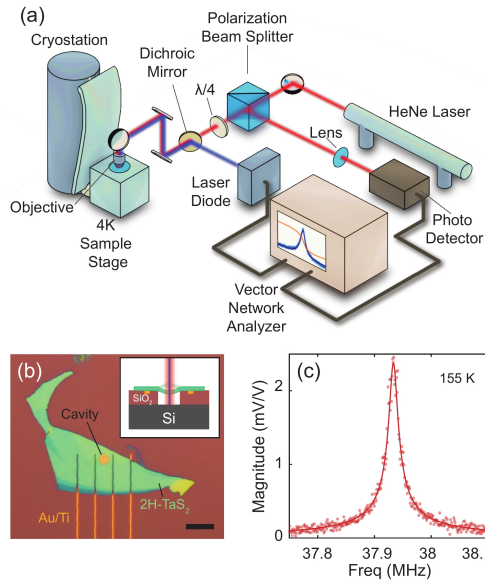 (a)
Cryostation
Dichroic
Mirror
λ/4
Polarization
Beam Splitter
HeNe Laser
Lens
Objective
4K
Sample
Stage
Laser
Diode
Photo
Detector
Vector
Network
Analyzer
(b)
Cavity
SiO₂
Si
2H-TaS₂
Au/Ti
(c)
155 K
Magnitude (mV/V)
2
1
0
37.8
37.9
38.
Freq (MHz)